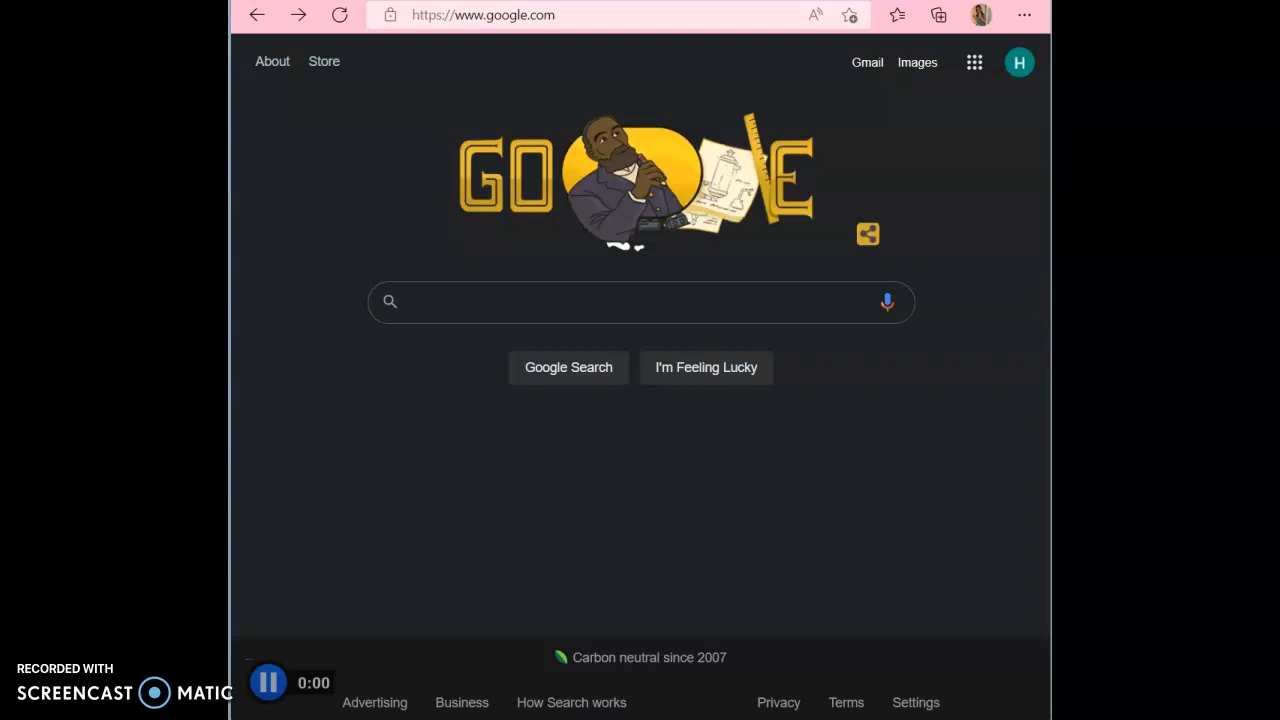 https://www.google.com
About Store
Gmail Images
H
GOOGLE
Google Search
I'm Feeling Lucky
Carbon neutral since 2007
RECORDED WITH
SCREENCAST MATIC
0:00
Advertising Business How Search works
Privacy Terms Settings